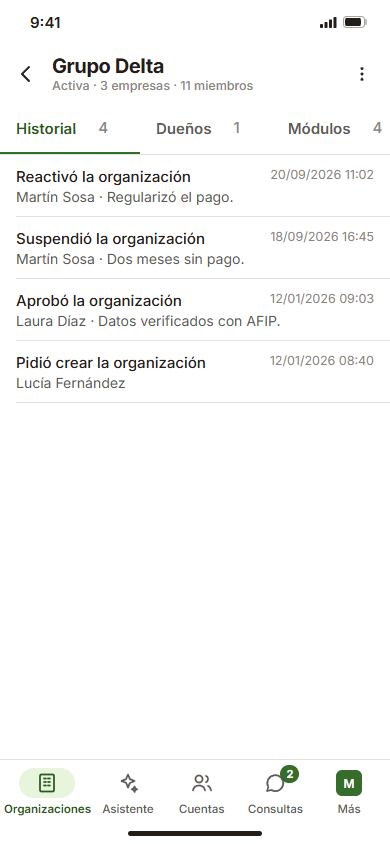 9:41
Grupo Delta
Activa · 3 empresas · 11 miembros
Historial 4 Dueños 1 Módulos 4
Reactivó la organización 20/09/2026 11:02
Martín Sosa · Regularizó el pago.
Suspendió la organización 18/09/2026 16:45
Martín Sosa · Dos meses sin pago.
Aprobó la organización 12/01/2026 09:03
Laura Díaz · Datos verificados con AFIP.
Pidió crear la organización 12/01/2026 08:40
Lucía Fernández
2 M
Organizaciones Asistente Cuentas Consultas Más